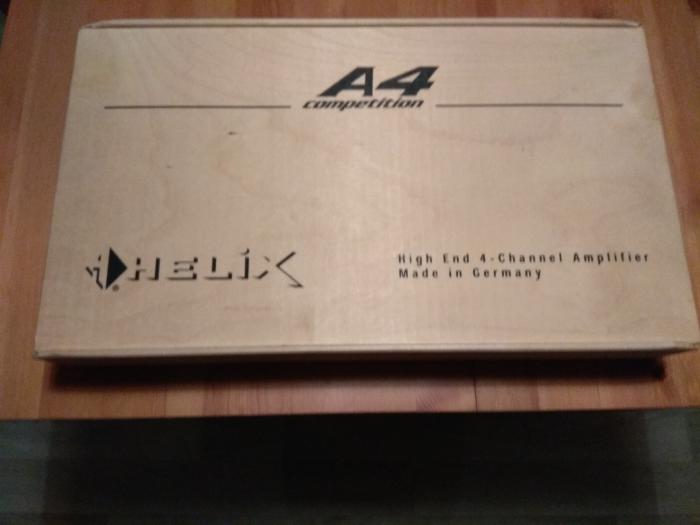 A4
competition
HELiX
®
High End 4-Channel Amplifier
Made in Germany